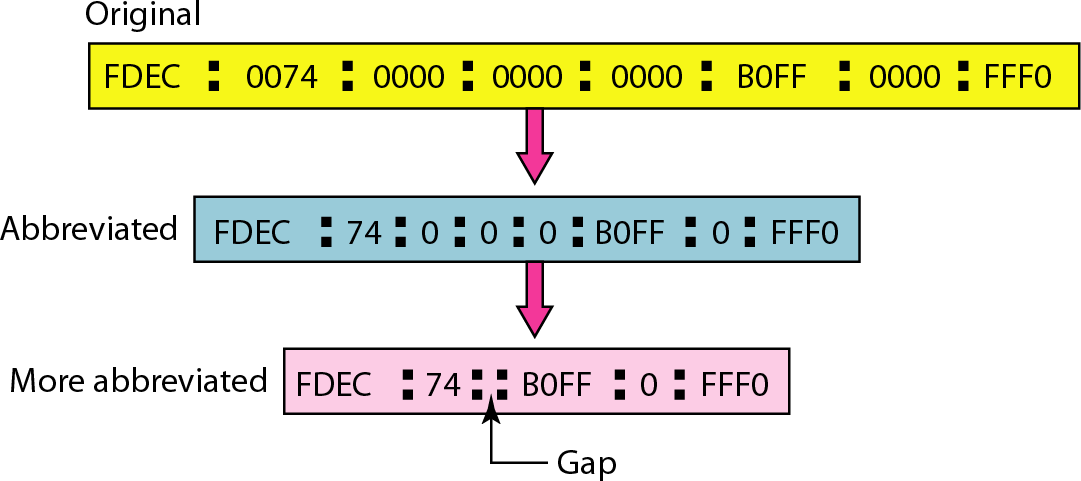 Original
FDEC : 0074 : 0000 : 0000 : 0000 : B0FF : 0000 : FFF0
Abbreviated
FDEC : 74 : 0 : 0 : 0 : B0FF : 0 : FFF0
More abbreviated
FDEC : 74 : : B0FF : 0 : FFF0
Gap